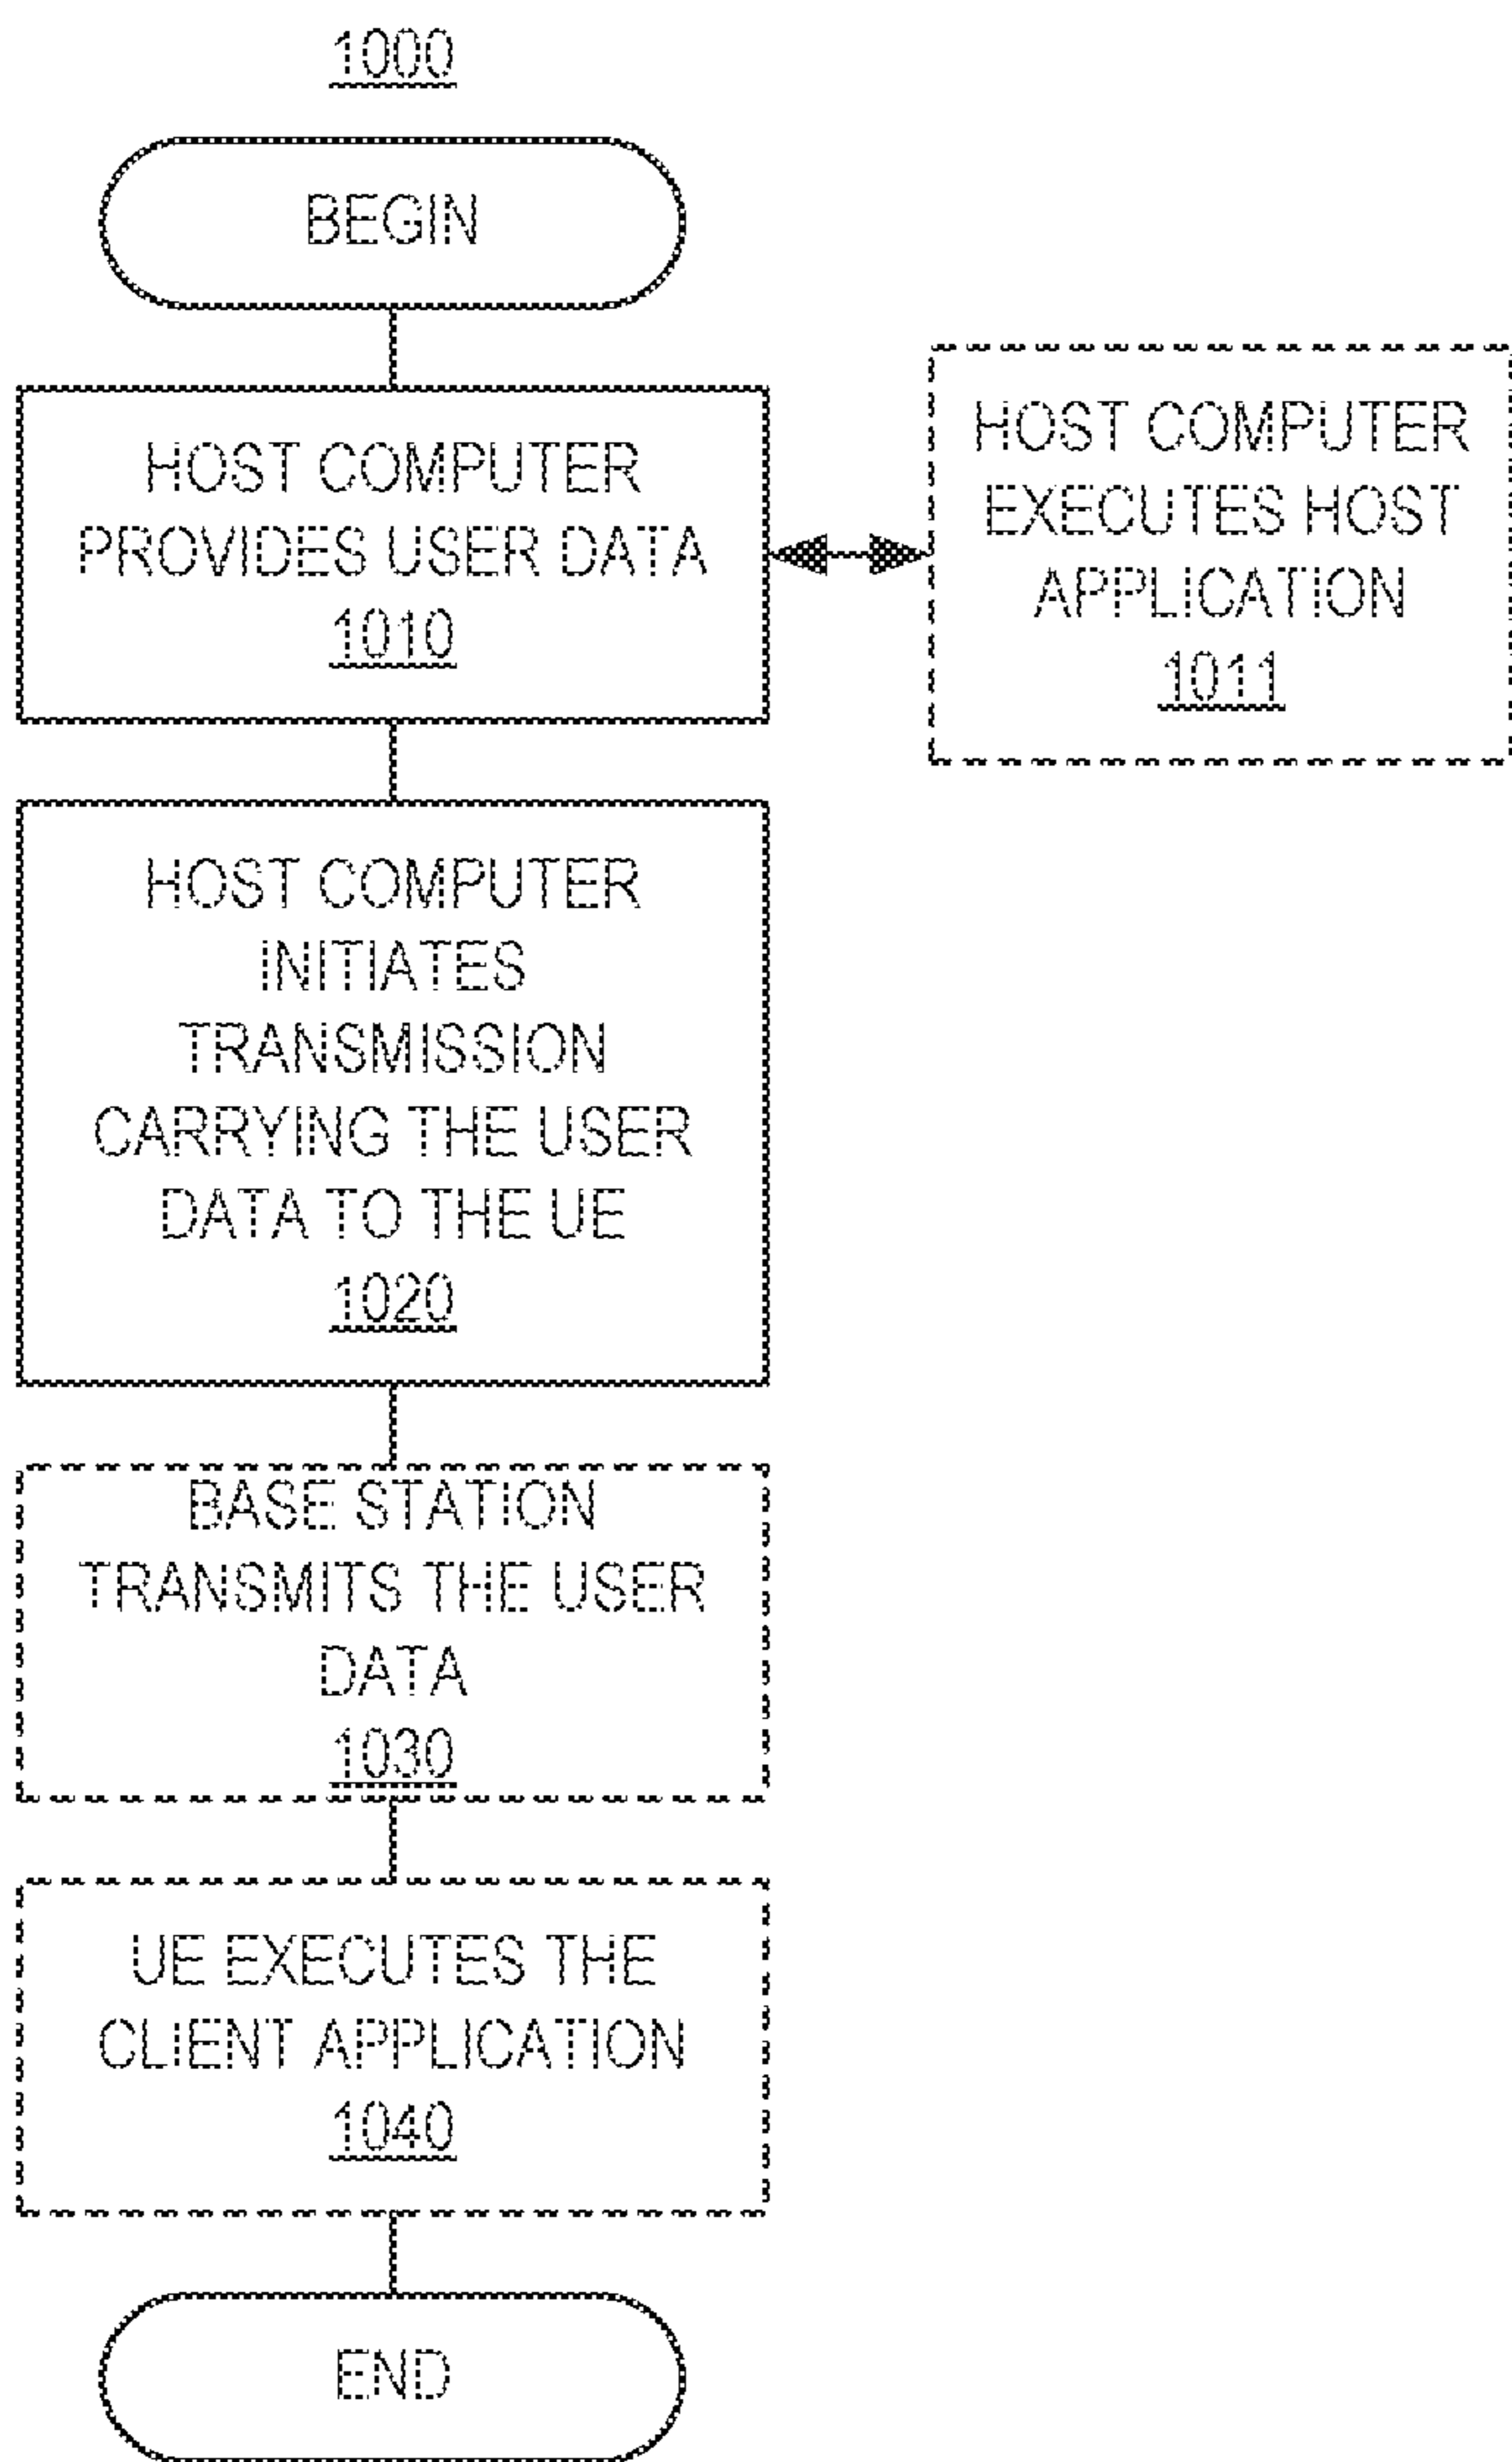 1000
BEGIN
HOST COMPUTER
PROVIDES USER DATA
1010
HOST COMPUTER
EXECUTES HOST
APPLICATION
1011
HOST COMPUTER
INITIATES
TRANSMISSION
CARRYING THE USER
DATA TO THE UE
1020
BASE STATION
TRANSMITS THE USER
DATA
1030
UE EXECUTES THE
CLIENT APPLICATION
1040
END